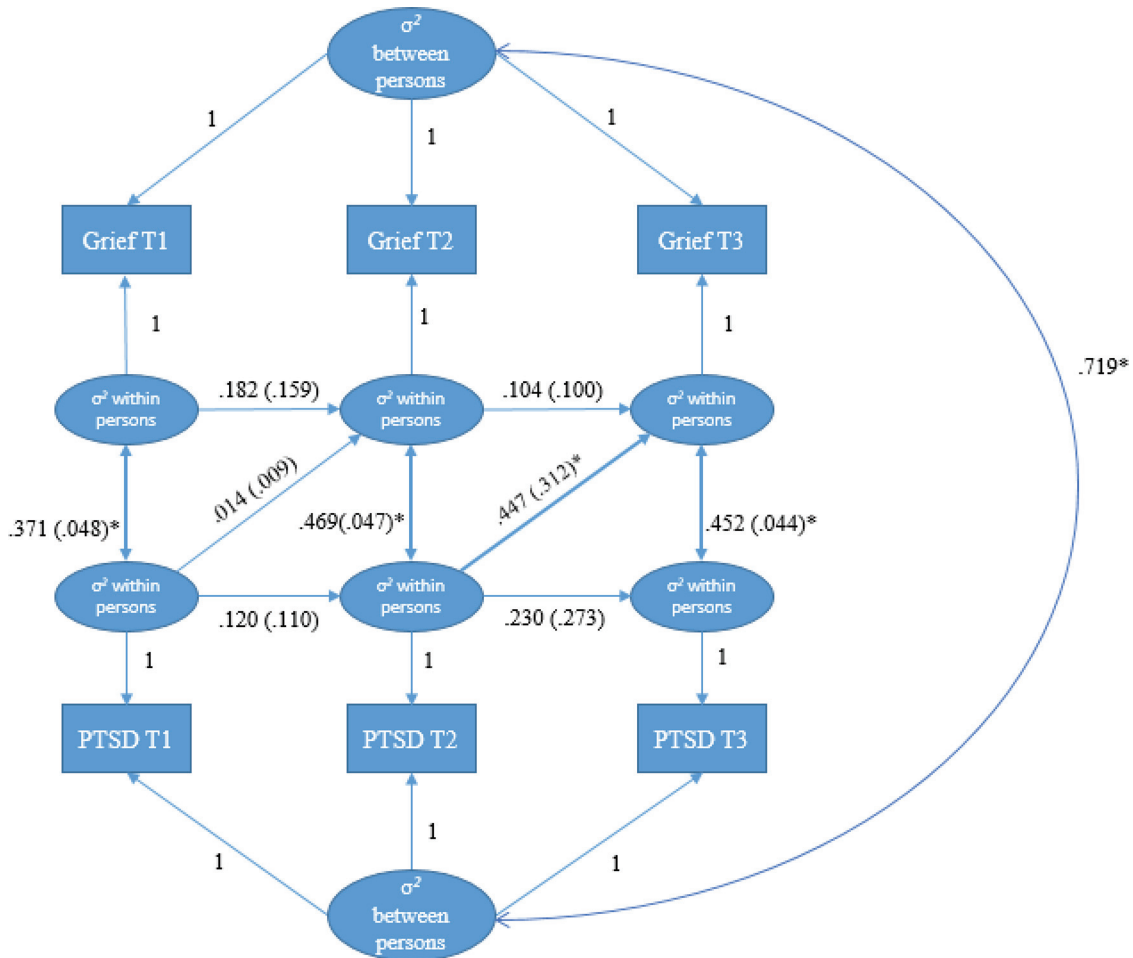 σ²
between
persons
1
1
1
Grief T1
Grief T2
Grief T3
1
1
1
.719*
σ² within
persons
.182 (.159)
σ² within
persons
.104 (.100)
σ² within
persons
.371 (.048)*
.014 (.009)
.469(.047)*
.447 (.312)*
.452 (.044)*
σ² within
persons
.120 (.110)
σ² within
persons
.230 (.273)
σ² within
persons
1
1
1
PTSD T1
PTSD T2
PTSD T3
1
1
1
σ²
between
persons